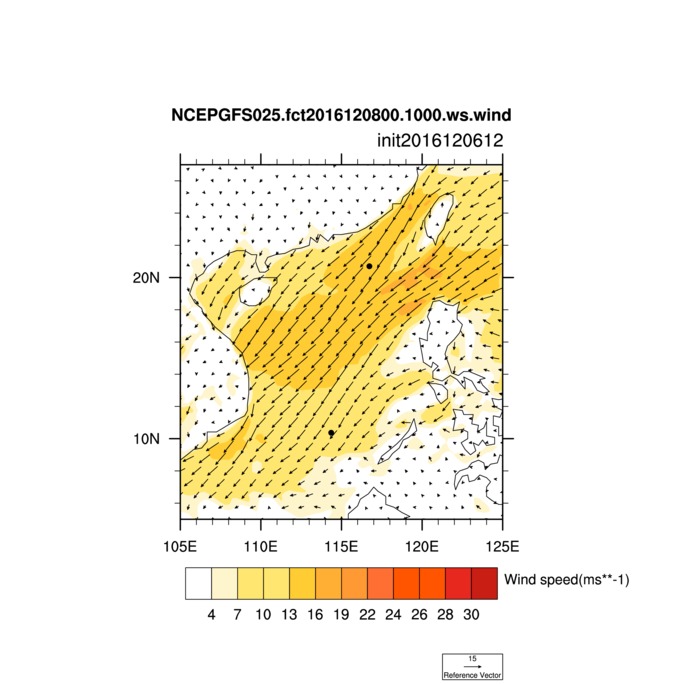 NCEPGFS025.fct2016120800.1000.ws.wind
init2016120612
20N
10N
105E 110E 115E 120E 125E
Wind speed(ms**-1)
4 7 10 13 16 19 22 24 26 28 30
15
Reference Vector